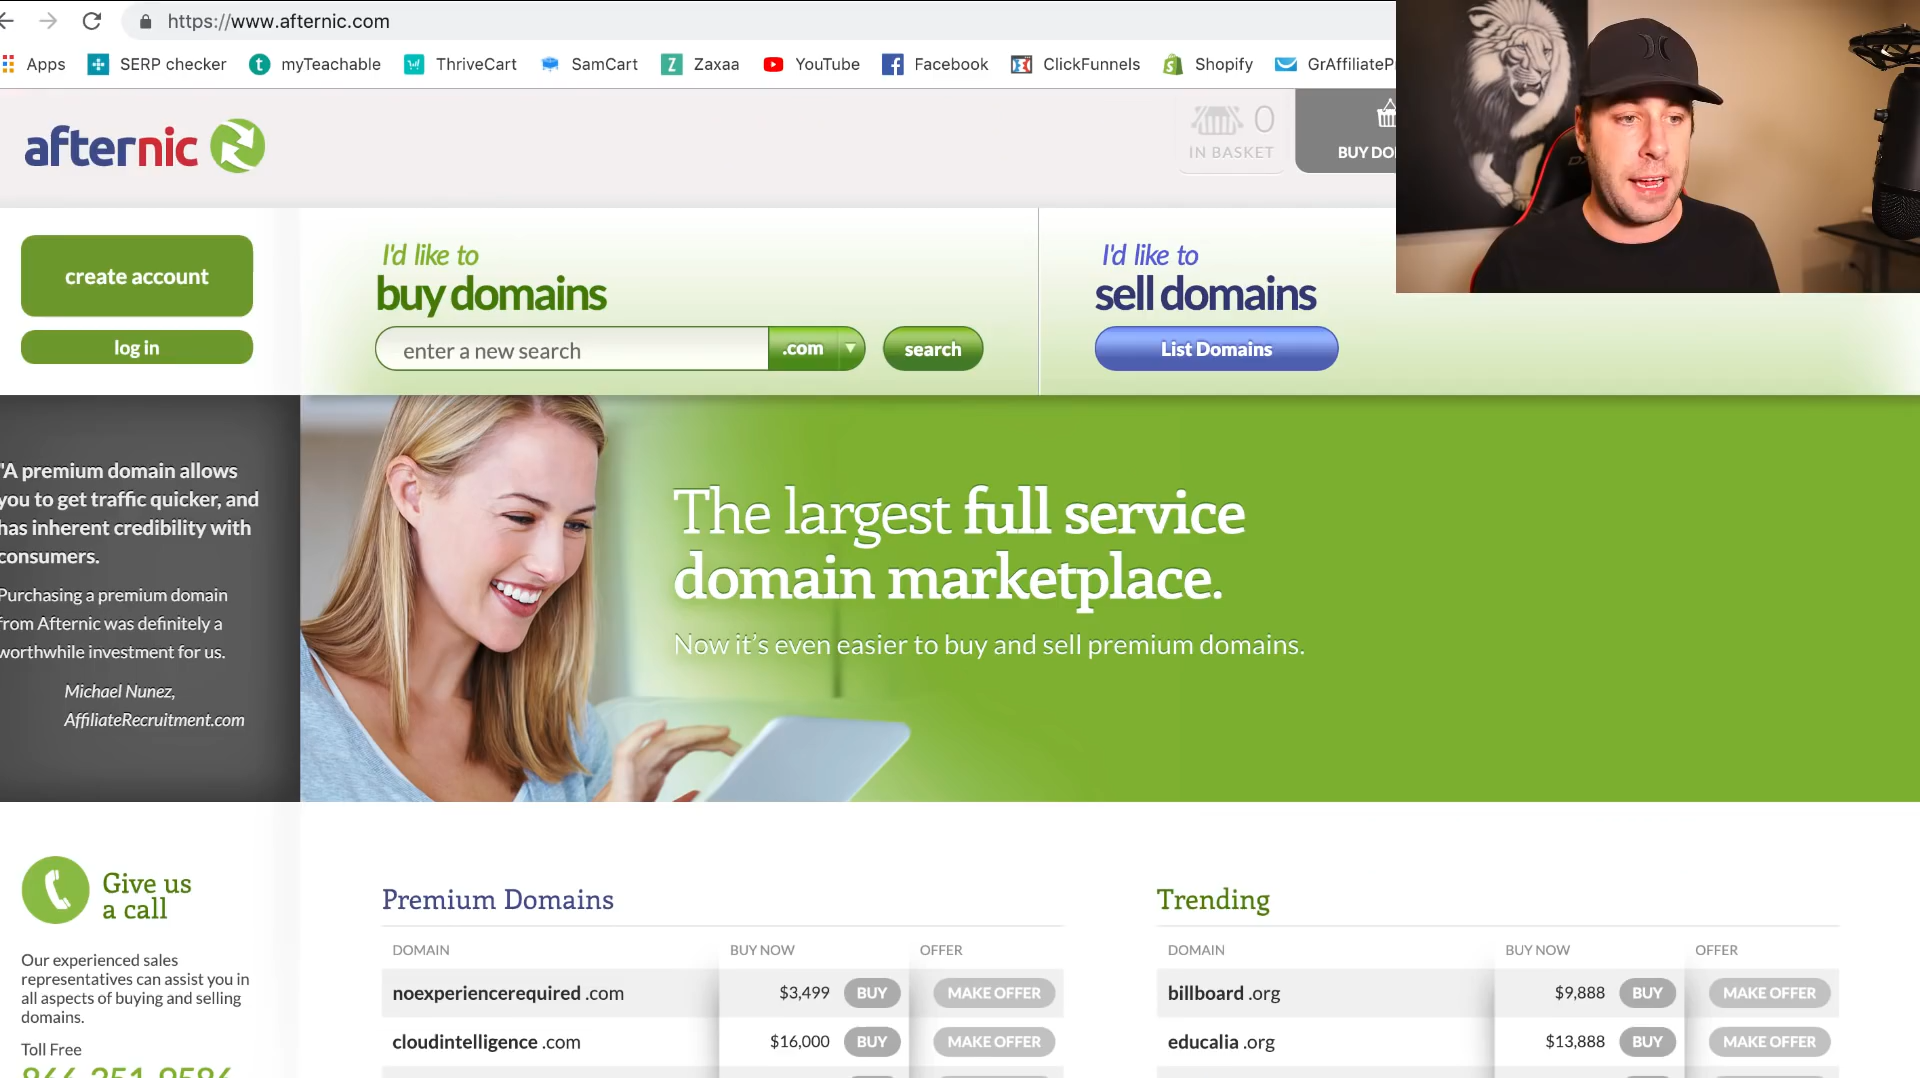 https://www.afternic.com
Apps
SERP checker
myTeachable
ThriveCart
SamCart
Zaxaa
YouTube
Facebook
ClickFunnels
Shopify
afternic
0
IN BASKET
create account
log in
I'd like to
buy domains
enter a new search
.com
search
I'd like to
sell domains
List Domains
"A premium domain allows
you to get traffic quicker, and
has inherent credibility with
consumers.
Purchasing a premium domain
from Afternic was definitely a
worthwhile investment for us.
Michael Nunez,
AffiliateRecruitment.com
The largest full service
domain marketplace.
Now it's even easier to buy and sell premium domains.
Give us
a call
Our experienced sales
representatives can assist you in
all aspects of buying and selling
domains.
Toll Free
Premium Domains
DOMAIN BUY NOW OFFER
noexperiencerequired .com $3,499 BUY MAKE OFFER
cloudintelligence .com $16,000 BUY MAKE OFFER
Trending
DOMAIN BUY NOW OFFER
billboard .org $9,888 BUY MAKE OFFER
educalia .org $13,888 BUY MAKE OFFER